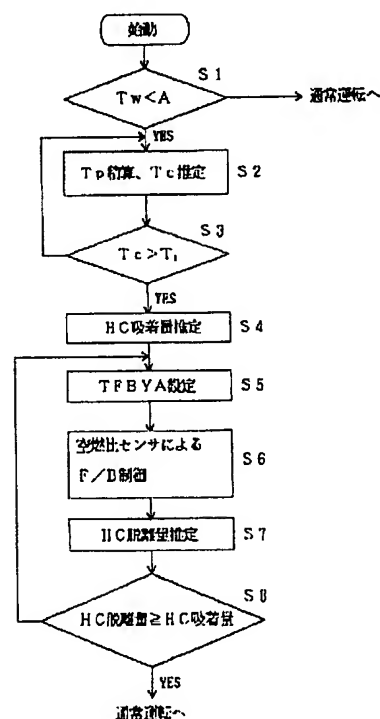 始動
S1
Tw<A
通常運転へ
YES
Tp積算、Tc推定
S2
S3
Tc>T₁
YES
HC吸着量推定
S4
TFBYA設定
S5
空燃比センサによる
F/B制御
S6
HC脱離量推定
S7
S8
HC脱離量≧HC吸着量
YES
通常運転へ